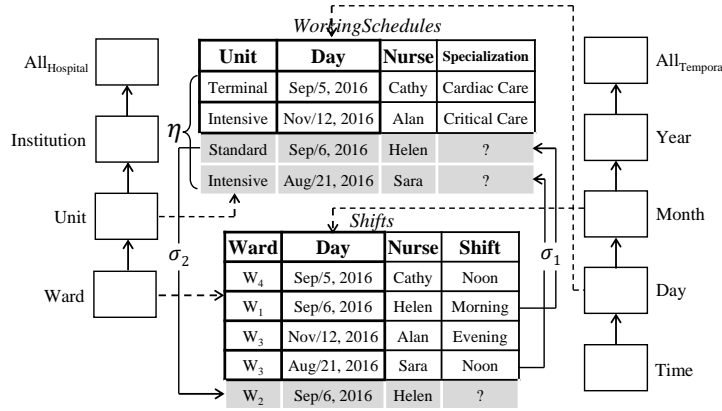 WorkingSchedules
Unit Day Nurse Specialization
Terminal Sep/5, 2016 Cathy Cardiac Care
Intensive Nov/12, 2016 Alan Critical Care
Standard Sep/6, 2016 Helen ?
Intensive Aug/21, 2016 Sara ?
η
All_Hospital
Institution
Unit
Ward
σ₂
Shifts
Ward Day Nurse Shift
W₄ Sep/5, 2016 Cathy Noon
W₁ Sep/6, 2016 Helen Morning
W₃ Nov/12, 2016 Alan Evening
W₃ Aug/21, 2016 Sara Noon
W₂ Sep/6, 2016 Helen ?
σ₁
All_Tempora
Year
Month
Day
Time